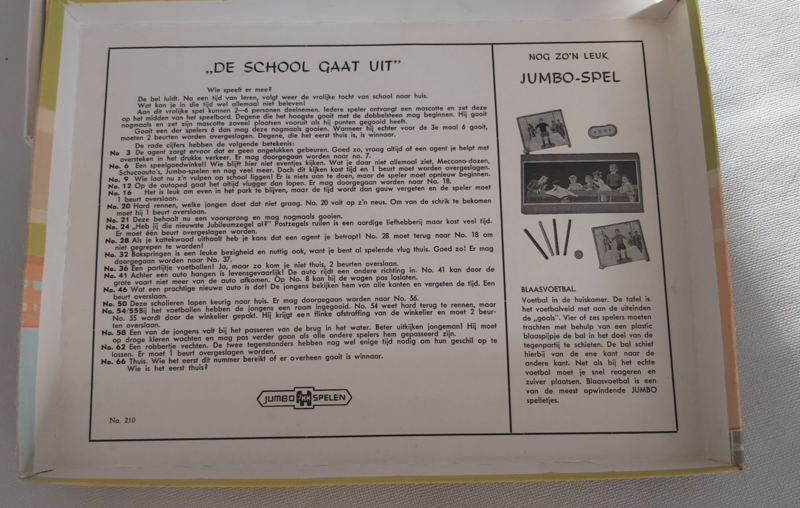 „DE SCHOOL GAAT UIT”
Wie speelt er mee?
De bel luidt. Na een tijd van leren, volgt weer de vrolijke tocht van school naar huis.
Wat kan je in die tijd wel allemaal niet beleven!
Aan dit vrolijke spel kunnen 2—6 personen deelnemen. Iedere speler ontvangt een mascotte en zet deze
op het midden van het speelbord. Degene die het hoogste gooit met de dobbelsteen mag beginnen. Hij gooit
nogmaals en zet zijn mascotte zoveel plaatsen vooruit als hij punten gegooid heeft.
Gooit een der spelers 6 dan mag deze nogmaals gooien. Wanneer hij echter voor de 3e maal 6 gooit,
moeten 2 beurten worden overgeslagen. Degene, die het eerst thuis is, is winnaar.
De rode cijfers hebben de volgende betekenis:
No 3 De agent zorgt ervoor dat er geen ongelukken gebeuren. Goed zo, vraag altijd of een agent je helpt met
oversteken in het drukke verkeer. Er mag doorgegaan worden naar no. 7.
No. 6 Een speelgoedwinkel! Wie blijft hier niet eventjes kijken. Wat je daar niet allemaal ziet, Meccano-dozen,
Schucoauto's, Jumbo-spelen en nog veel meer. Doch dit kijken kost tijd en 1 beurt moet worden overgeslagen.
No. 9 Wie laat nu z'n vulpen op school liggen! Er is niets aan te doen, maar de speler moet opnieuw beginnen.
No. 12 Op de autoped gaat het altijd vlugger dan lopen. Er mag doorgegaan worden naar No. 18.
No. 16 Het is leuk om even in het park te blijven, maar de tijd wordt dan gauw vergeten en de speler moet
1 beurt overslaan.
No. 20 Hard rennen, welke jongen doet dat niet graag. No. 20 valt op z'n neus. Om van de schrik te bekomen
moet hij 1 beurt overslaan.
No. 21 Deze behaalt nu een voorsprong en mag nogmaals gooien.
No. 24 „Heb jij die nieuwste Jubileumzegel al?" Postzegels ruilen is een aardige liefhebberij maar kost veel tijd.
Er moet één beurt overgeslagen worden.
No. 28 Als je kattekwaad uithaalt heb je kans dat een agent je betrapt! No. 28 moet terug naar No. 18 om
niet gegrepen te worden!
No. 32 Bokspringen is een leuke bezigheid en nuttig ook, want je bent al spelende vlug thuis. Goed zo! Er mag
doorgegaan worden naar No. 37.
No. 36 Een partijtje voetballen! Ja, maar zo kom je niet thuis, 2 beurten overslaan.
No. 41 Achter een auto hangen is levensgevaarlijk! De auto rijdt een andere richting in. No. 41 kan door de
grote vaart niet meer van de auto afkomen. Op No. 8 kan hij de wagen pas loslaten.
No. 46 Wat een prachtige nieuwe auto is dat! De jongens bekijken hem van alle kanten en vergeten de tijd. Een
beurt overslaan.
No. 50 Deze scholieren lopen keurig naar huis. Er mag doorgegaan worden naar No. 56.
No. 54/55 Bij het voetballen hebben de jongens een raam ingegooid. No. 54 weet hard terug te rennen, maar
No. 55 wordt door de winkelier gepakt. Hij krijgt een flinke afstraffing van de winkelier en moet 2 beur-
ten overslaan.
No. 58 Een van de jongens valt bij het passeren van de brug in het water. Beter uitkijken jongeman! Hij moet
op droge kleren wachten en mag pas verder gaan als alle andere spelers hem gepasseerd zijn.
No. 62 Een robbertje vechten. De twee tegenstanders hebben nog wel enige tijd nodig om hun geschil op te
lossen. Er moet 1 beurt overgeslagen worden.
No. 66 Thuis. Wie het eerst dit nummer bereikt of er overheen gooit is winnaar.
Wie is het eerst thuis?
JUMBO SPELEN
No. 210
NOG ZO'N LEUK
JUMBO-SPEL
BLAASVOETBAL
Voetbal in de huiskamer. De tafel is
het voetbalveld met aan de uiteinden
de „goals". Vier of zes spelers moeten
trachten met behulp van een plastic
blaaspijpje de bal in het doel van de
tegenpartij te schieten. De bal schiet
hierbij van de ene kant naar de
andere kant. Net als bij het echte
voetbal moet je snel reageren en
zuiver plaatsen. Blaasvoetbal is een
van de meest opwindende JUMBO
spelletjes.